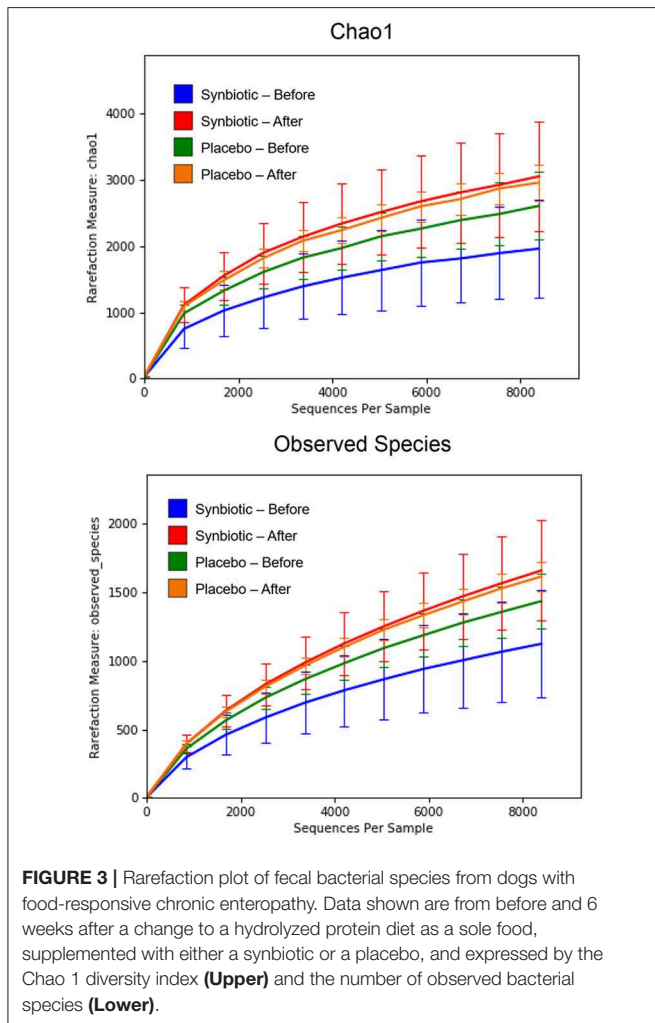 Chao1
Synbiotic – Before
Synbiotic – After
Placebo – Before
Placebo – After
Rarefaction Measure: chao1
4000
3000
2000
1000
0
0 2000 4000 6000 8000
Sequences Per Sample
Observed Species
Synbiotic – Before
Synbiotic – After
Placebo – Before
Placebo – After
Rarefaction Measure: observed_species
2000
1500
1000
500
0
0 2000 4000 6000 8000
Sequences Per Sample
FIGURE 3 | Rarefaction plot of fecal bacterial species from dogs with
food-responsive chronic enteropathy. Data shown are from before and 6
weeks after a change to a hydrolyzed protein diet as a sole food,
supplemented with either a synbiotic or a placebo, and expressed by the
Chao 1 diversity index (Upper) and the number of observed bacterial
species (Lower).